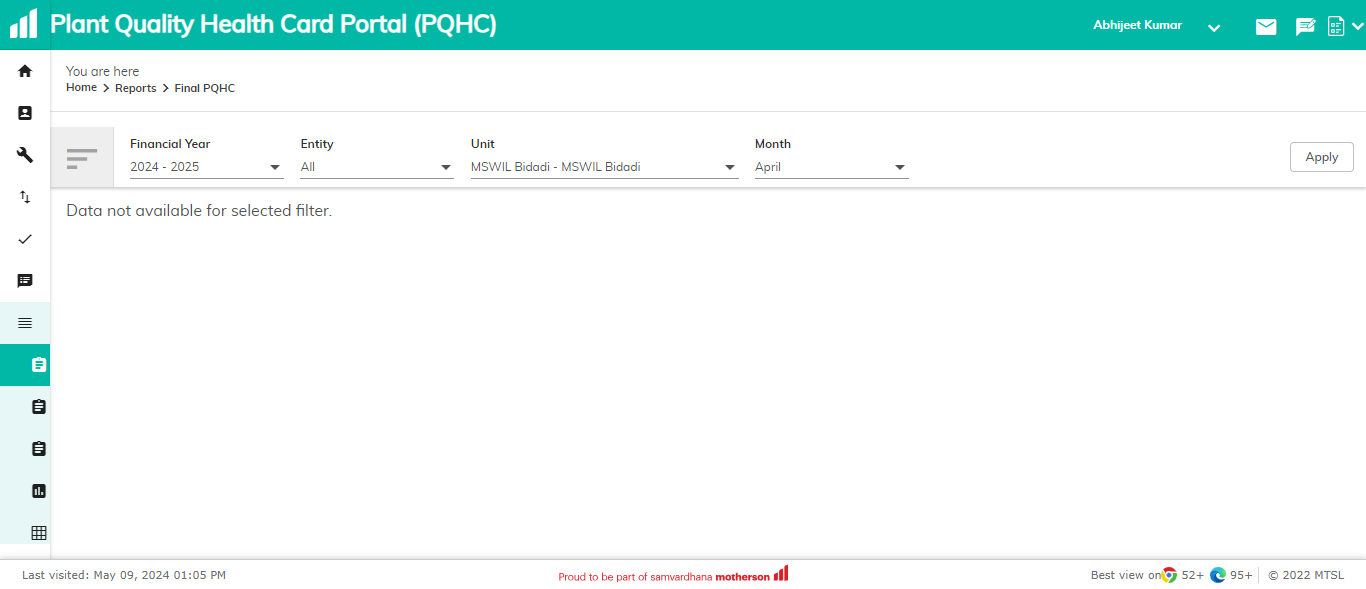 Plant Quality Health Card Portal (PQHC)
Abhijeet Kumar
You are here
Home > Reports > Final PQHC
Financial Year
Entity
Unit
Month
2024 - 2025
All
MSWIL Bidadi - MSWIL Bidadi
April
Apply
Data not available for selected filter.
Last visited: May 09, 2024 01:05 PM
Proud to be part of samvardhana motherson
Best view on 52+ 95+
© 2022 MTSL